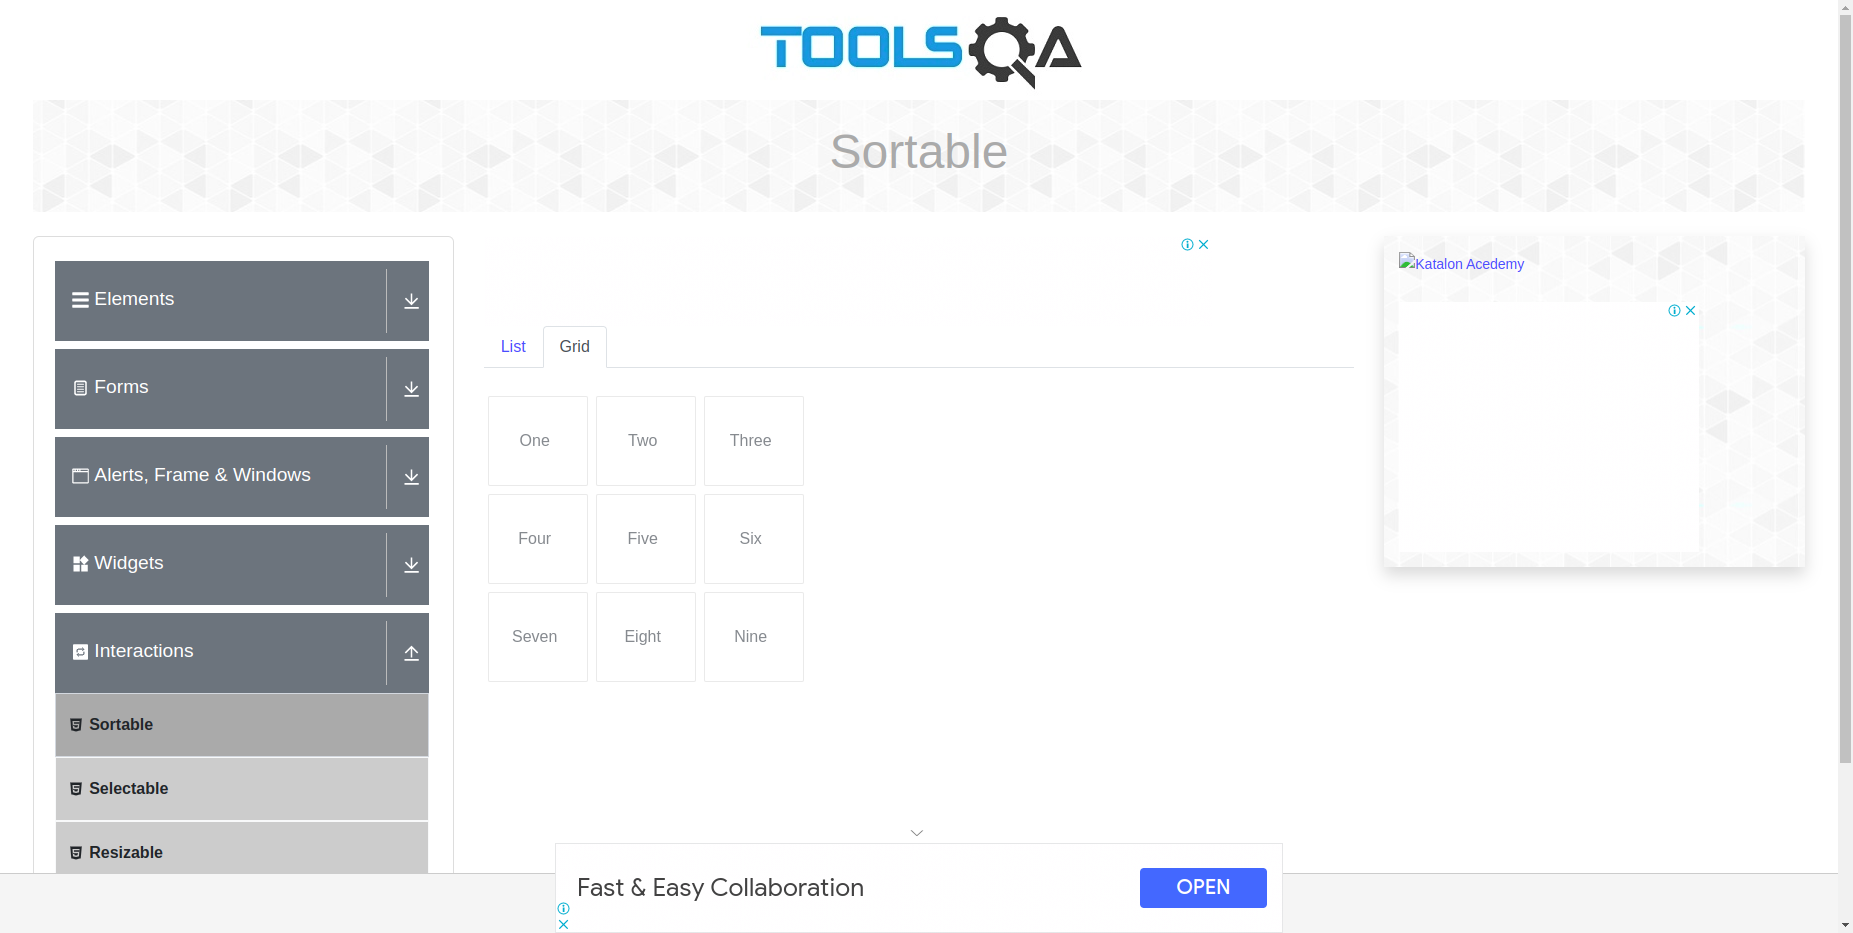 TOOLSQA
Sortable
Elements
Forms
Alerts, Frame & Windows
Widgets
Interactions
Sortable
Selectable
Resizable
List
Grid
One
Two
Three
Four
Five
Six
Seven
Eight
Nine
Katalon Acedemy
Fast & Easy Collaboration
OPEN